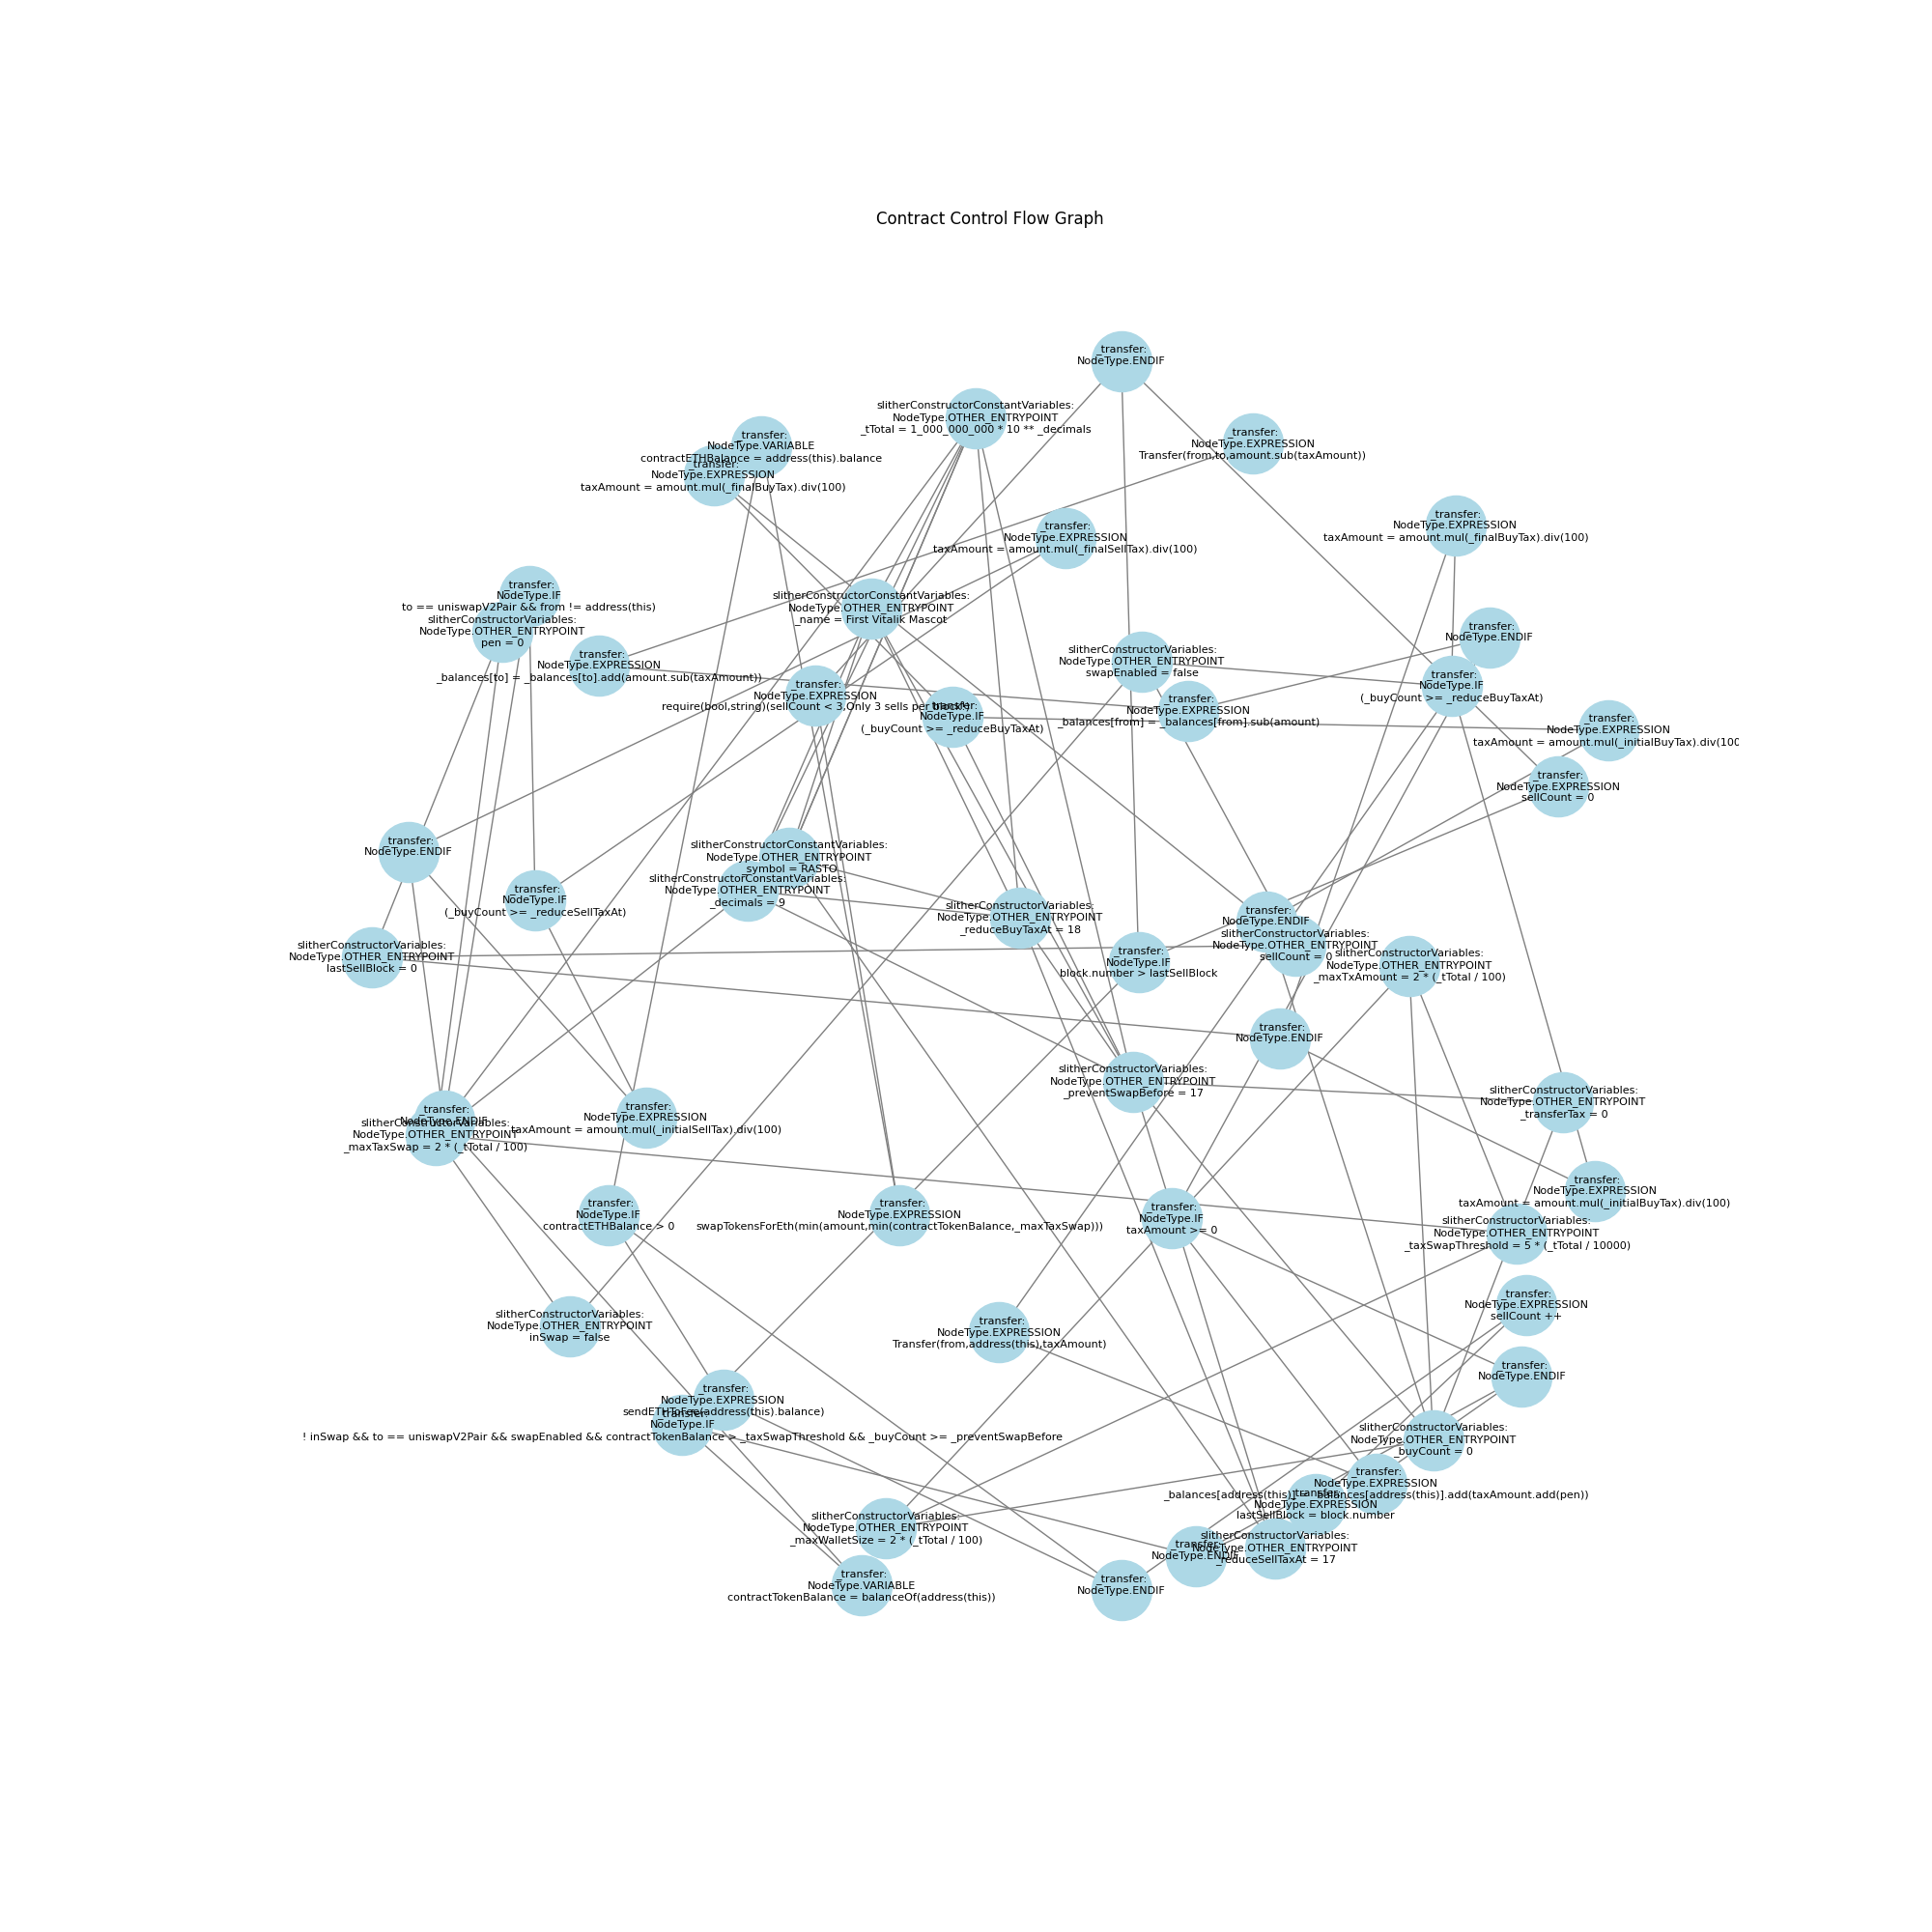 Contract Control Flow Graph
_transfer:
NodeType.ENDIF
slitherConstructorConstantVariables:
NodeType.OTHER_ENTRYPOINT
_tTotal = 1_000_000_000 * 10 ** _decimals
_transfer:
NodeType.VARIABLE
contractETHBalance = address(this).balance
_transfer:
NodeType.EXPRESSION
Transfer(from,to,amount.sub(taxAmount))
_transfer:
NodeType.EXPRESSION
taxAmount = amount.mul(_finalBuyTax).div(100)
_transfer:
NodeType.EXPRESSION
taxAmount = amount.mul(_finalSellTax).div(100)
_transfer:
NodeType.EXPRESSION
taxAmount = amount.mul(_finalBuyTax).div(100)
_transfer:
NodeType.IF
to == uniswapV2Pair && from != address(this)
slitherConstructorVariables:
NodeType.OTHER_ENTRYPOINT
pen = 0
slitherConstructorConstantVariables:
NodeType.OTHER_ENTRYPOINT
_name = First Vitalik Mascot
_transfer:
NodeType.ENDIF
_transfer:
NodeType.EXPRESSION
_balances[to] = _balances[to].add(amount.sub(taxAmount))
slitherConstructorVariables:
NodeType.OTHER_ENTRYPOINT
swapEnabled = false
_transfer:
NodeType.IF
(_buyCount >= _reduceBuyTaxAt)
_transfer:
NodeType.EXPRESSION
require(bool,string)(sellCount < 3,Only 3 sells per block!)
_transfer:
NodeType.IF
(_buyCount >= _reduceBuyTaxAt)
_transfer:
NodeType.EXPRESSION
_balances[from] = _balances[from].sub(amount)
_transfer:
NodeType.EXPRESSION
taxAmount = amount.mul(_initialBuyTax).div(100
_transfer:
NodeType.EXPRESSION
sellCount = 0
_transfer:
NodeType.ENDIF
slitherConstructorConstantVariables:
NodeType.OTHER_ENTRYPOINT
_symbol = RASTO
slitherConstructorConstantVariables:
NodeType.OTHER_ENTRYPOINT
_decimals = 9
_transfer:
NodeType.IF
(_buyCount >= _reduceSellTaxAt)
slitherConstructorVariables:
NodeType.OTHER_ENTRYPOINT
_reduceBuyTaxAt = 18
_transfer:
NodeType.ENDIF
slitherConstructorVariables:
NodeType.OTHER_ENTRYPOINT
sellCount = 0
slitherConstructorVariables:
NodeType.OTHER_ENTRYPOINT
lastSellBlock = 0
_transfer:
NodeType.IF
block.number > lastSellBlock
slitherConstructorVariables:
NodeType.OTHER_ENTRYPOINT
_maxTxAmount = 2 * (_tTotal / 100)
_transfer:
NodeType.ENDIF
slitherConstructorVariables:
NodeType.OTHER_ENTRYPOINT
_preventSwapBefore = 17
slitherConstructorVariables:
NodeType.OTHER_ENTRYPOINT
_transferTax = 0
_transfer:
NodeType.ENDIF
slitherConstructorVariables:
NodeType.OTHER_ENTRYPOINT
_maxTaxSwap = 2 * (_tTotal / 100)
_transfer:
NodeType.EXPRESSION
taxAmount = amount.mul(_initialSellTax).div(100)
_transfer:
NodeType.EXPRESSION
taxAmount = amount.mul(_initialBuyTax).div(100)
_transfer:
NodeType.IF
contractETHBalance > 0
_transfer:
NodeType.EXPRESSION
swapTokensForEth(min(amount,min(contractTokenBalance,_maxTaxSwap)))
_transfer:
NodeType.IF
taxAmount >= 0
slitherConstructorVariables:
NodeType.OTHER_ENTRYPOINT
_taxSwapThreshold = 5 * (_tTotal / 10000)
_transfer:
NodeType.EXPRESSION
sellCount ++
slitherConstructorVariables:
NodeType.OTHER_ENTRYPOINT
inSwap = false
_transfer:
NodeType.EXPRESSION
Transfer(from,address(this),taxAmount)
_transfer:
NodeType.ENDIF
_transfer:
NodeType.EXPRESSION
sendETHToFee(address(this).balance)
_transfer:
NodeType.IF
! inSwap && to == uniswapV2Pair && swapEnabled && contractTokenBalance > _taxSwapThreshold && _buyCount >= _preventSwapBefore
slitherConstructorVariables:
NodeType.OTHER_ENTRYPOINT
_buyCount = 0
_transfer:
NodeType.EXPRESSION
_balances[address(this)] = _balances[address(this)].add(taxAmount.add(pen))
_transfer:
NodeType.EXPRESSION
lastSellBlock = block.number
slitherConstructorVariables:
NodeType.OTHER_ENTRYPOINT
_maxWalletSize = 2 * (_tTotal / 100)
slitherConstructorVariables:
NodeType.OTHER_ENTRYPOINT
_reduceSellTaxAt = 17
_transfer:
NodeType.ENDIF
_transfer:
NodeType.VARIABLE
contractTokenBalance = balanceOf(address(this))
_transfer:
NodeType.ENDIF